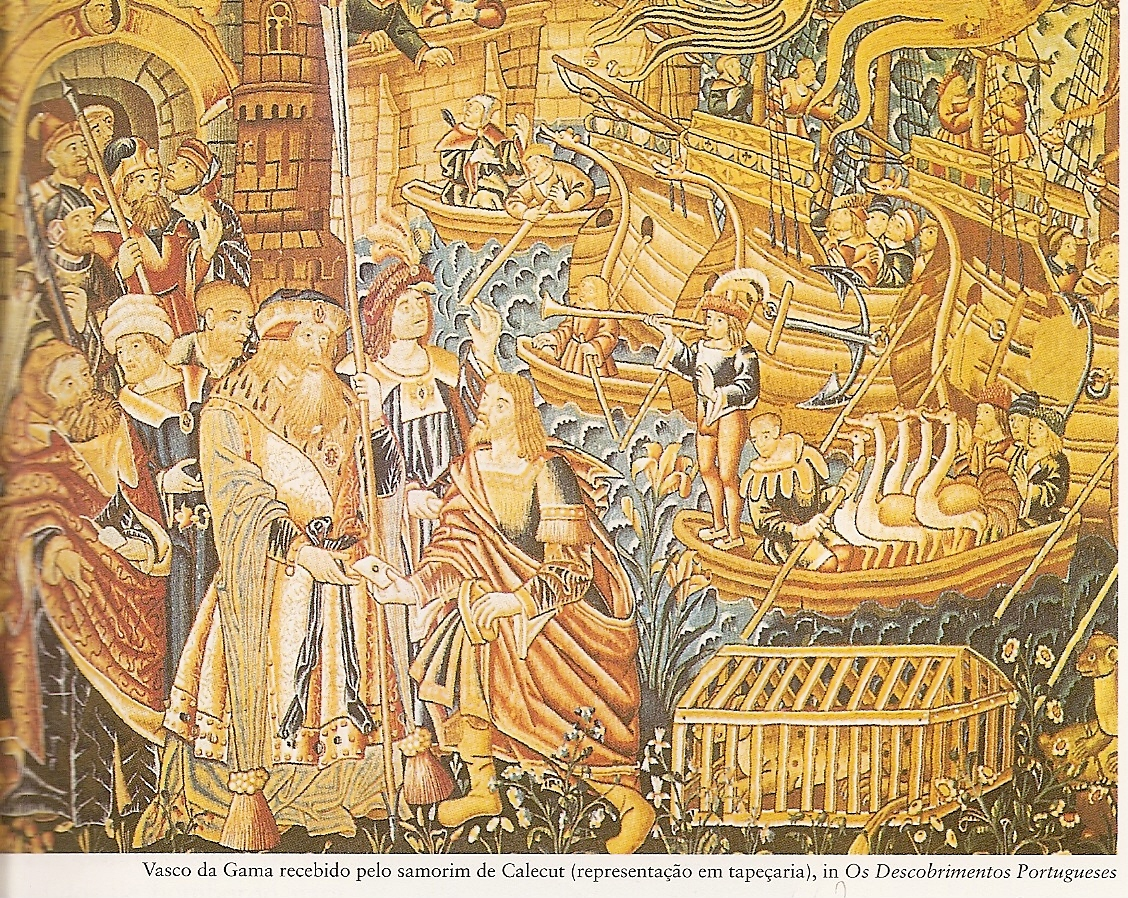 Vasco da Gama recebido pelo samorim de Calecut (representação em tapeçaria), in Os Descobrimentos Portugueses